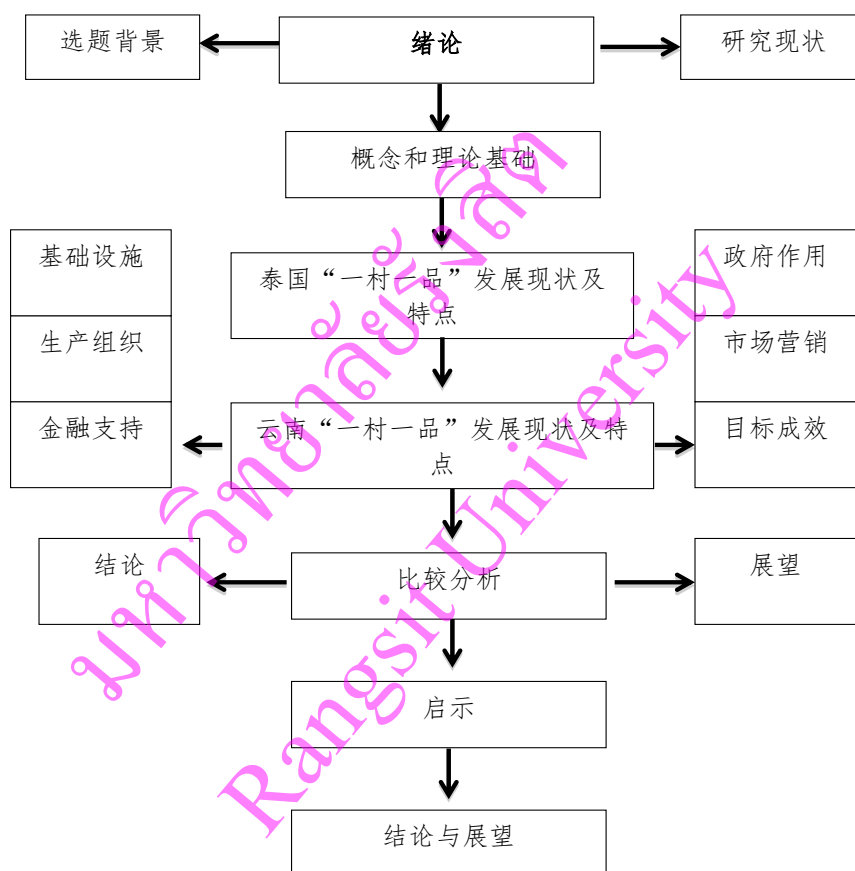 选题背景
绪论
研究现状
概念和理论基础
基础设施
生产组织
金融支持
泰国“一村一品”发展现状及
特点
云南“一村一品”发展现状及特
点
政府作用
市场营销
目标成效
结论
比较分析
展望
启示
结论与展望
มหาวิทยาลัยรังสิต
Rangsit University